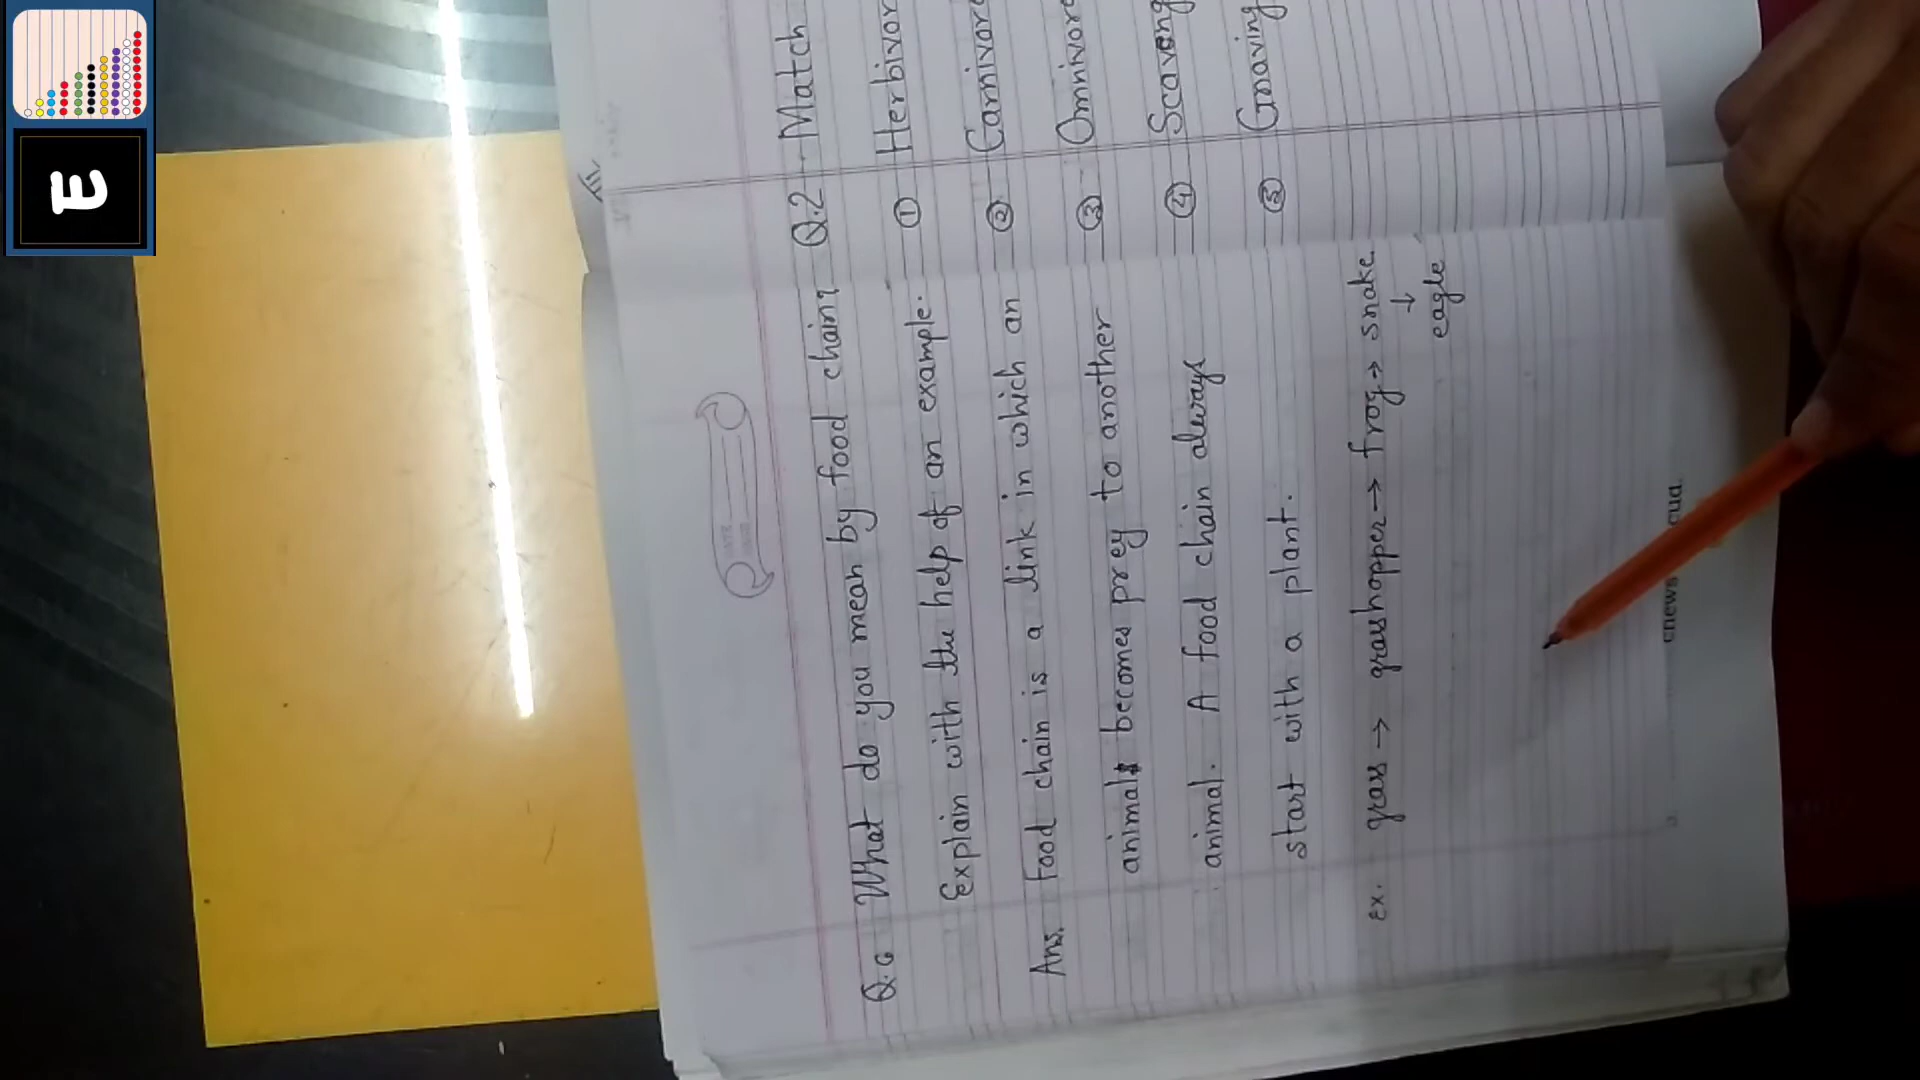 Q.6 What do you mean by food chain?
Explain with the help of an example.
Ans. Food chain is a link in which an
animal becomes prey to another
animal. A food chain always
start with a plant.
ex. grass → grasshopper → frog → snake
↓
eagle
Q.2 Match
① Herbivor
② Carnivore
③ Omnivore
④ Scaveng
⑤ Gnawing
E